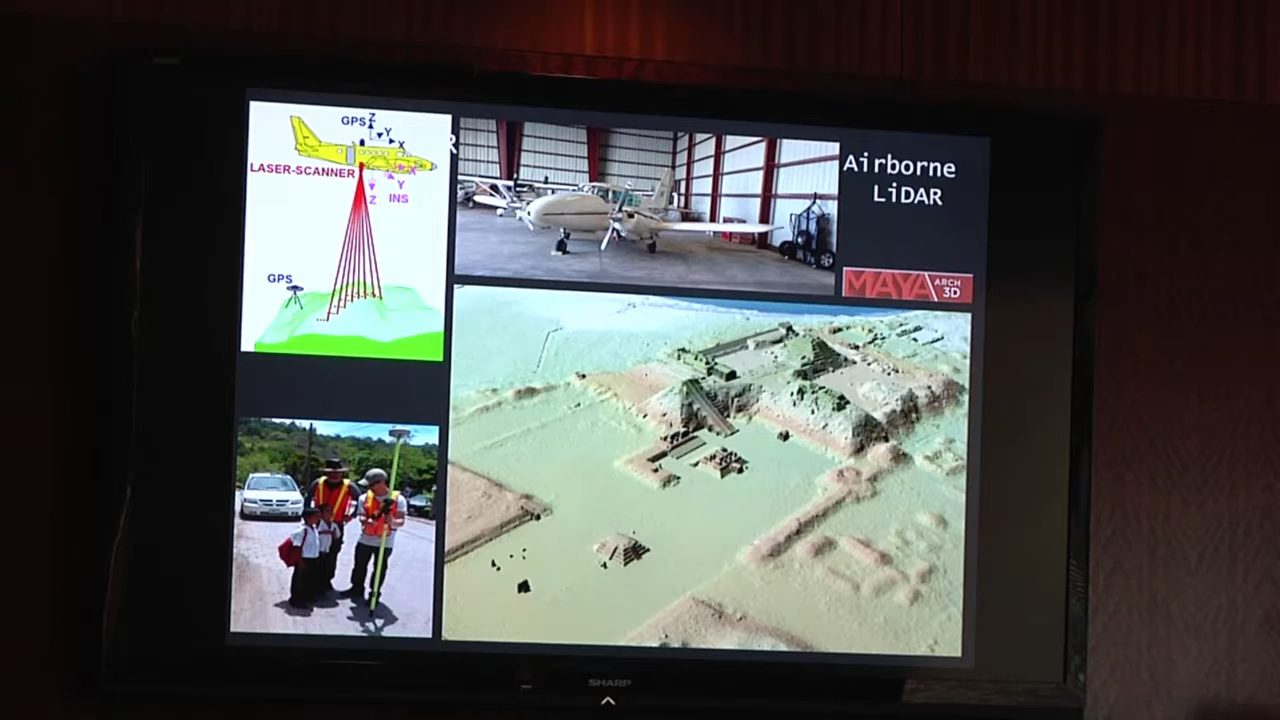 GPS
Z
Y
X
LASER-SCANNER
X
Y
Z
INS
GPS
R
Airborne
LiDAR
MAYA ARCH
3D
SHARP